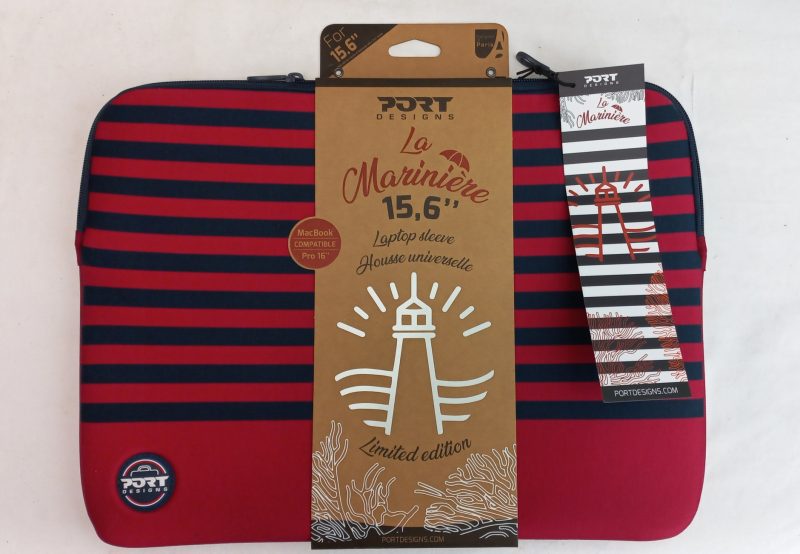 For
15,6"
Paris
PORT
DESIGNS
La
Marinière
15,6"
Laptop sleeve
Housse universelle
MacBook
COMPATIBLE
Pro 16"
Limited edition
PORTDESIGNS.COM
PORT
DESIGNS
La
Marinière
PORTDESIGNS.COM
PORT
DESIGNS